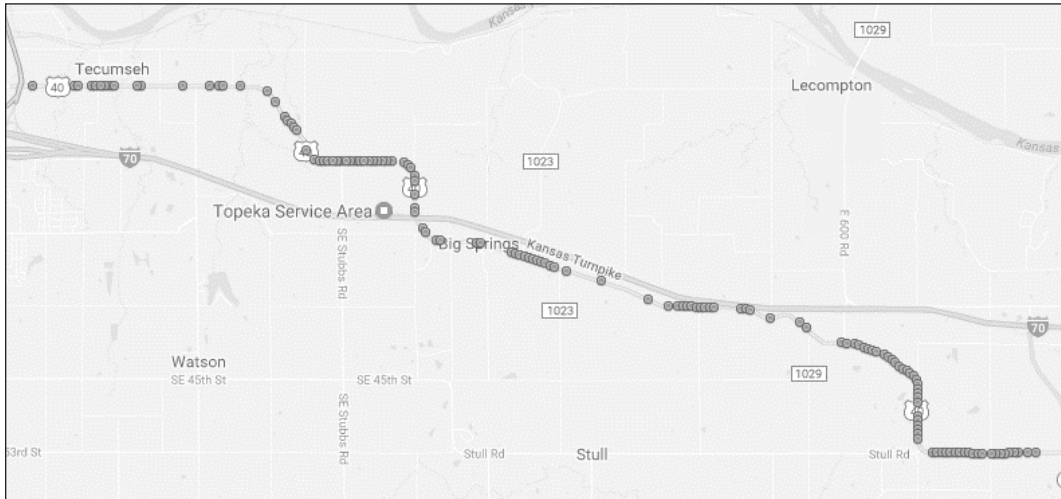 Kansas
1029
Tecumseh
40
Lecompton
Kansas
70
1023
Topeka Service Area
E 600 Rd
SE Stubbs Rd
Big Springs
Kansas Turnpike
1023
70
Watson
SE 45th St
SE 45th St
1029
SE Stubbs Rd
53rd St
Stull Rd
Stull
Stull Rd